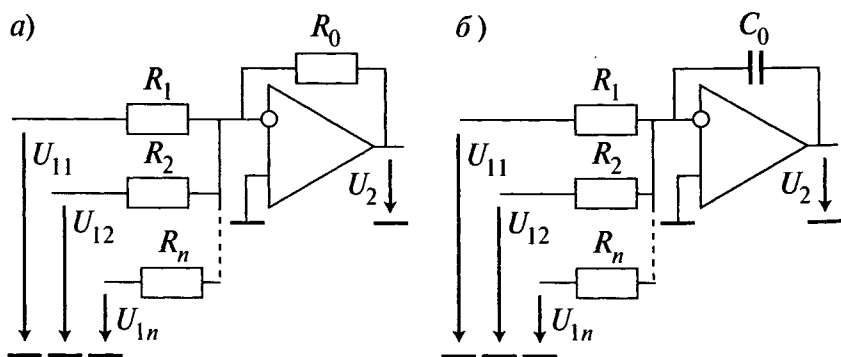 а)
R₀
R₁
U₁₁
R₂
U₂
U₁₂
Rₙ
U₁ₙ
б)
C₀
R₁
U₁₁
R₂
U₂
U₁₂
Rₙ
U₁ₙ